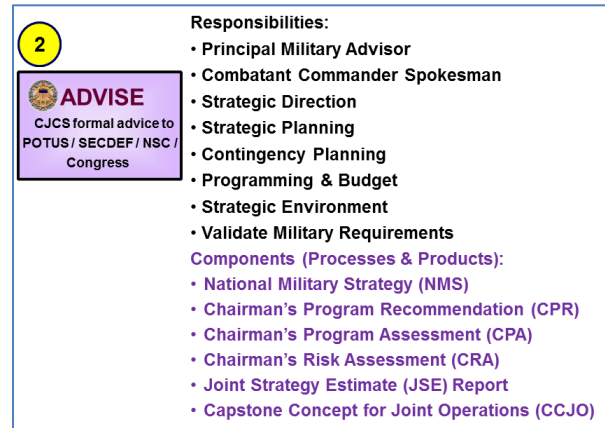 2
ADVISE
CJCS formal advice to
POTUS / SECDEF / NSC /
Congress
Responsibilities:
• Principal Military Advisor
• Combatant Commander Spokesman
• Strategic Direction
• Strategic Planning
• Contingency Planning
• Programming & Budget
• Strategic Environment
• Validate Military Requirements
Components (Processes & Products):
• National Military Strategy (NMS)
• Chairman's Program Recommendation (CPR)
• Chairman's Program Assessment (CPA)
• Chairman's Risk Assessment (CRA)
• Joint Strategy Estimate (JSE) Report
• Capstone Concept for Joint Operations (CCJO)